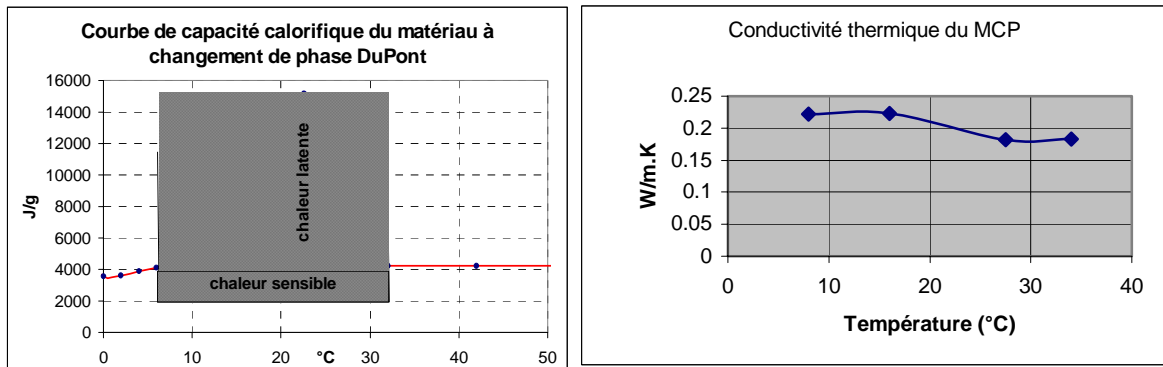 Courbe de capacité calorifique du matériau à
changement de phase DuPont
16000
14000
12000
10000
8000
6000
4000
2000
0
J/g
chaleur latente
chaleur sensible
0
10
20
°C
30
40
50
Conductivité thermique du MCP
0.25
0.2
0.15
0.1
0.05
0
W/m.K
0
10
20
30
40
Température (°C)